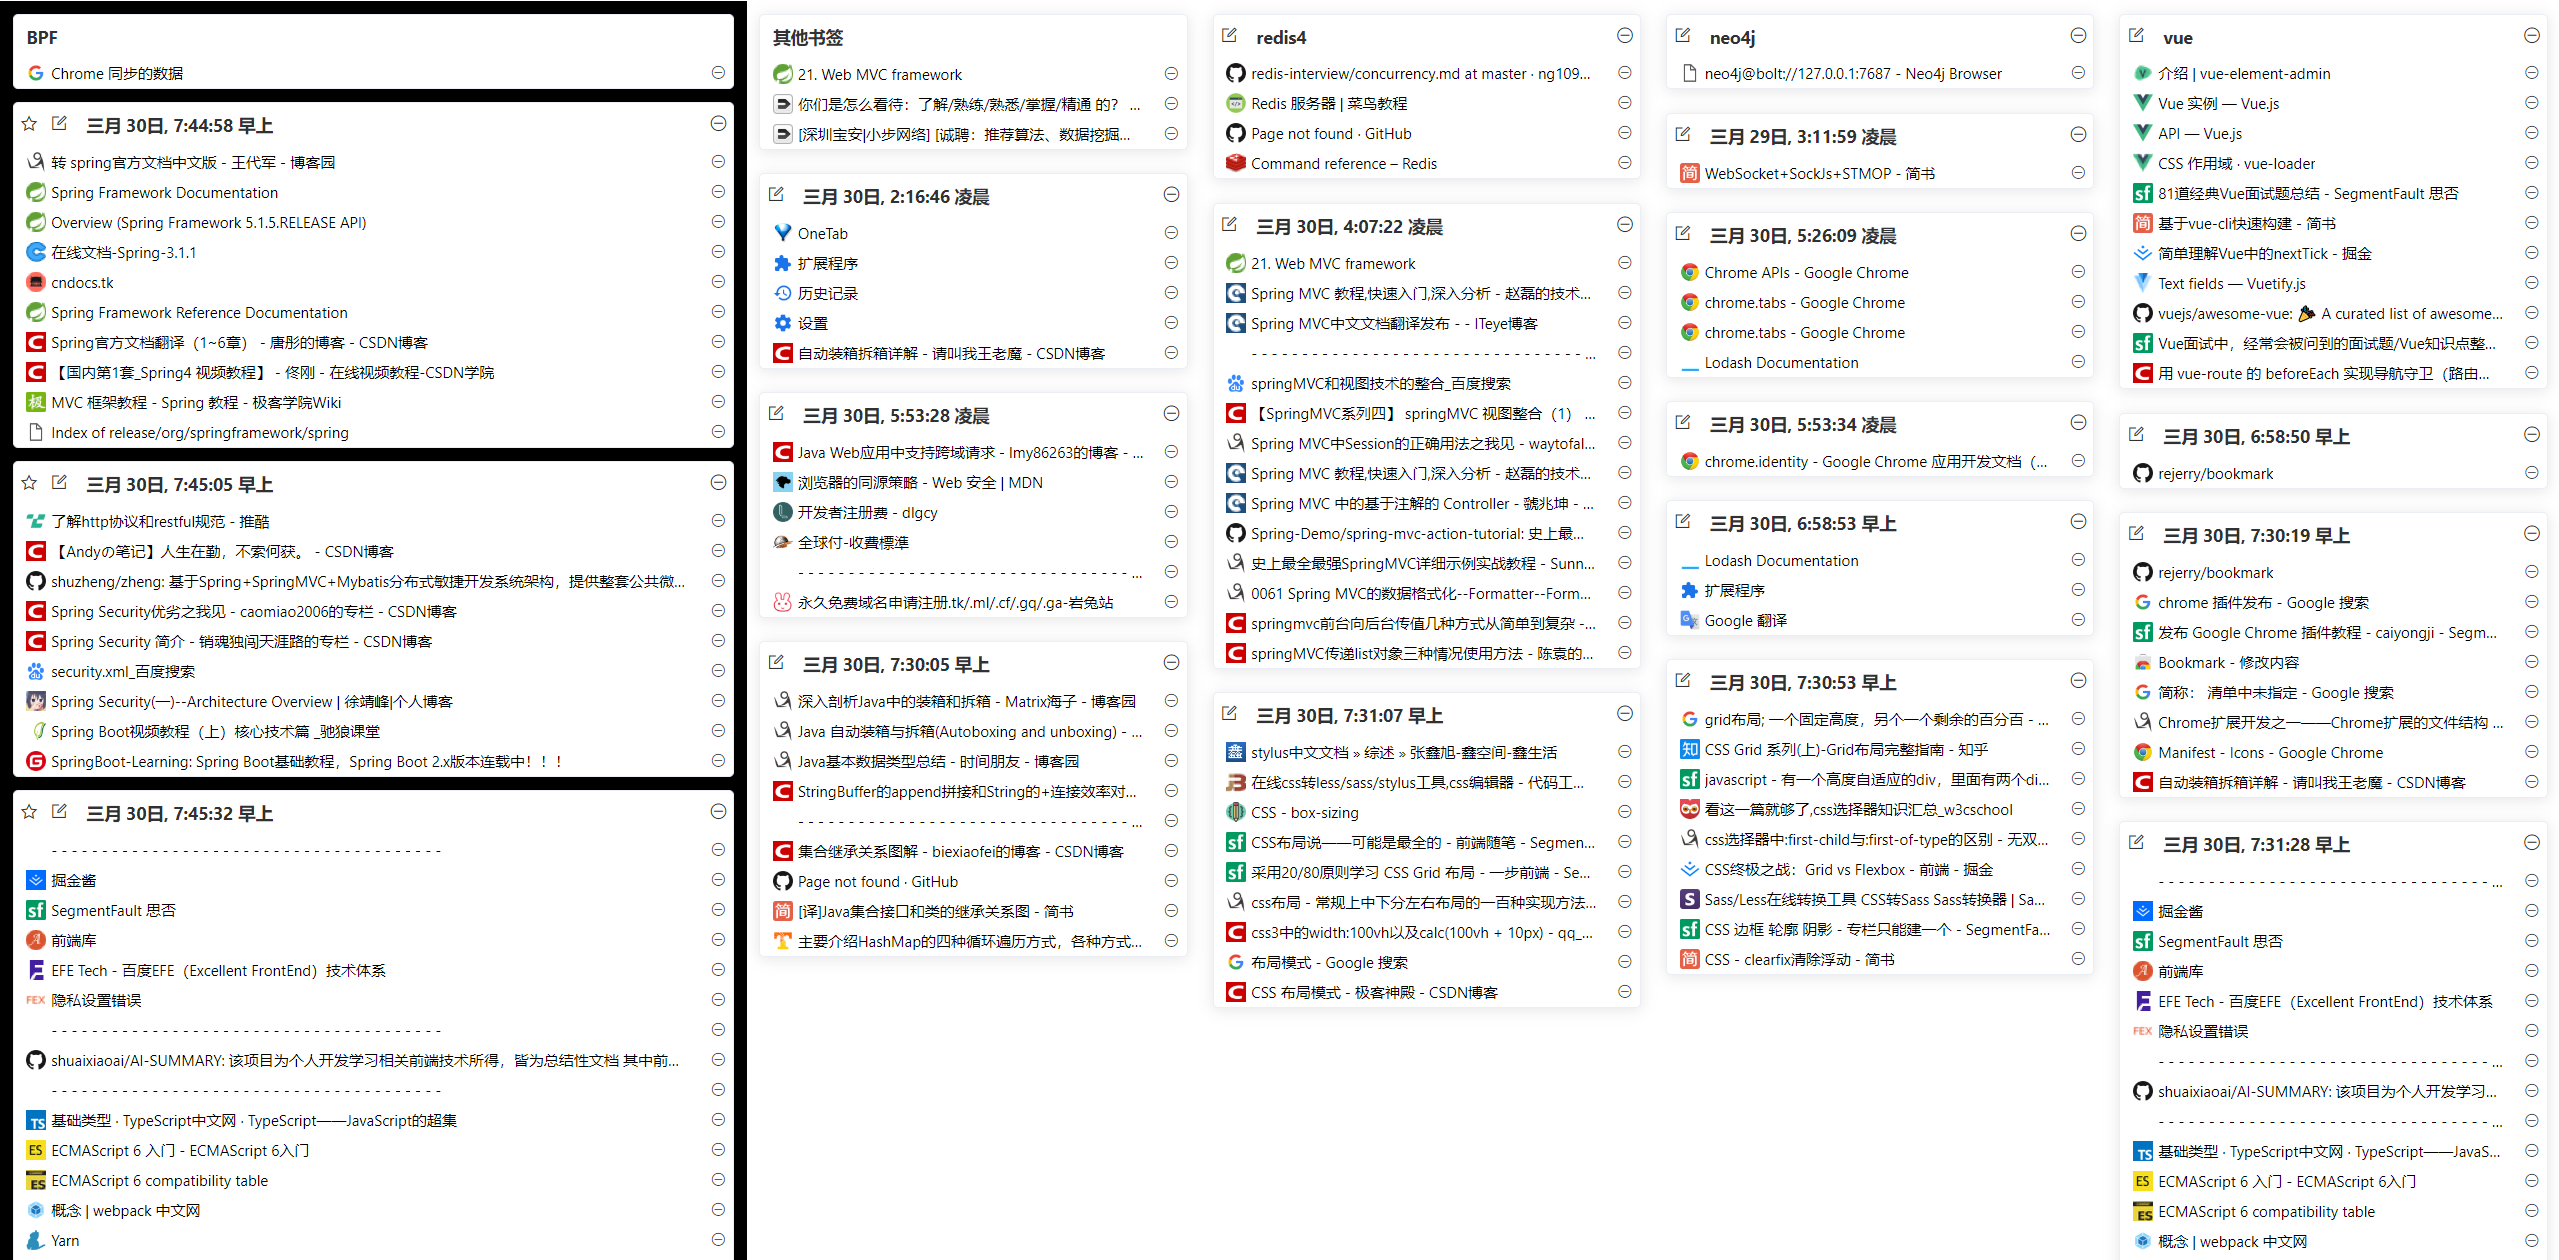 BPF
Chrome 同步的数据
三月 30日, 7:44:58 早上
转 spring官方文档中文版 - 王代军 - 博客园
Spring Framework Documentation
Overview (Spring Framework 5.1.5.RELEASE API)
在线文档-Spring-3.1.1
cndocs.tk
Spring Framework Reference Documentation
Spring官方文档翻译（1~6章） - 唐彤的博客 - CSDN博客
【国内第1套_Spring4 视频教程】 - 佟刚 - 在线视频教程-CSDN学院
MVC 框架教程 - Spring 教程 - 极客学院Wiki
Index of release/org/springframework/spring
三月 30日, 7:45:05 早上
了解http协议和restful规范 - 推酷
【Andyの笔记】人生在勤，不索何获。 - CSDN博客
shuzheng/zheng: 基于Spring+SpringMVC+Mybatis分布式敏捷开发系统架构，提供整套公共微...
Spring Security优劣之我见 - caomiao2006的专栏 - CSDN博客
Spring Security 简介 - 销魂独闯天涯路的专栏 - CSDN博客
security.xml_百度搜索
Spring Security(一)--Architecture Overview | 徐靖峰|个人博客
Spring Boot视频教程（上）核心技术篇 _驰狼课堂
SpringBoot-Learning: Spring Boot基础教程，Spring Boot 2.x版本连载中！！！
三月 30日, 7:45:32 早上
- - - - - - - - - - - - - - - - - - - - - - - - - - - - - - - - - - - - - - -
掘金酱
SegmentFault 思否
前端库
EFE Tech - 百度EFE（Excellent FrontEnd）技术体系
FEX 隐私设置错误
- - - - - - - - - - - - - - - - - - - - - - - - - - - - - - - - - - - - - - -
shuaixiaoai/AI-SUMMARY: 该项目为个人开发学习相关前端技术所得，皆为总结性文档 其中前...
- - - - - - - - - - - - - - - - - - - - - - - - - - - - - - - - - - - - - - -
TS 基础类型 · TypeScript中文网 · TypeScript——JavaScript的超集
ES ECMAScript 6 入门 - ECMAScript 6入门
ES ECMAScript 6 compatibility table
概念 | webpack 中文网
Yarn
其他书签
21. Web MVC framework
你们是怎么看待：了解/熟练/熟悉/掌握/精通 的？ ...
[深圳宝安|小步网络] [诚聘：推荐算法、数据挖掘...
三月 30日, 2:16:46 凌晨
OneTab
扩展程序
历史记录
设置
自动装箱拆箱详解 - 请叫我王老魔 - CSDN博客
三月 30日, 5:53:28 凌晨
Java Web应用中支持跨域请求 - lmy86263的博客 - ...
浏览器的同源策略 - Web 安全 | MDN
开发者注册费 - dlgcy
全球付-收費標準
- - - - - - - - - - - - - - - - - - - - - - - - - - - - - - - - - ...
永久免费域名申请注册.tk/.ml/.cf/.gq/.ga-岩兔站
三月 30日, 7:30:05 早上
深入剖析Java中的装箱和拆箱 - Matrix海子 - 博客园
Java 自动装箱与拆箱(Autoboxing and unboxing) - ...
Java基本数据类型总结 - 时间朋友 - 博客园
StringBuffer的append拼接和String的+连接效率对...
- - - - - - - - - - - - - - - - - - - - - - - - - - - - - - - - - ...
集合继承关系图解 - biexiaofei的博客 - CSDN博客
Page not found · GitHub
简 [译]Java集合接口和类的继承关系图 - 简书
主要介绍HashMap的四种循环遍历方式，各种方式...
redis4
redis-interview/concurrency.md at master · ng109...
Redis 服务器 | 菜鸟教程
Page not found · GitHub
Command reference – Redis
三月 30日, 4:07:22 凌晨
21. Web MVC framework
Spring MVC 教程,快速入门,深入分析 - 赵磊的技术...
Spring MVC中文文档翻译发布 - - ITeye博客
- - - - - - - - - - - - - - - - - - - - - - - - - - - - - - - - - ...
springMVC和视图技术的整合_百度搜索
【SpringMVC系列四】 springMVC 视图整合（1） ...
Spring MVC中Session的正确用法之我见 - waytofal...
Spring MVC 教程,快速入门,深入分析 - 赵磊的技术...
Spring MVC 中的基于注解的 Controller - 虢兆坤 - ...
Spring-Demo/spring-mvc-action-tutorial: 史上最...
史上最全最强SpringMVC详细示例实战教程 - Sunn...
0061 Spring MVC的数据格式化--Formatter--Form...
springmvc前台向后台传值几种方式从简单到复杂 -...
springMVC传递list对象三种情况使用方法 - 陈袁的...
三月 30日, 7:31:07 早上
鑫 stylus中文文档 » 综述 » 张鑫旭-鑫空间-鑫生活
在线css转less/sass/stylus工具,css编辑器 - 代码工...
CSS - box-sizing
CSS布局说——可能是最全的 - 前端随笔 - Segmen...
采用20/80原则学习 CSS Grid 布局 - 一步前端 - Se...
css布局 - 常规上中下分左右布局的一百种实现方法...
css3中的width:100vh以及calc(100vh + 10px) - qq_...
布局模式 - Google 搜索
CSS 布局模式 - 极客神殿 - CSDN博客
neo4j
neo4j@bolt://127.0.0.1:7687 - Neo4j Browser
三月 29日, 3:11:59 凌晨
简 WebSocket+SockJs+STMOP - 简书
三月 30日, 5:26:09 凌晨
Chrome APIs - Google Chrome
chrome.tabs - Google Chrome
chrome.tabs - Google Chrome
Lodash Documentation
三月 30日, 5:53:34 凌晨
chrome.identity - Google Chrome 应用开发文档（...
三月 30日, 6:58:53 早上
Lodash Documentation
扩展程序
Google 翻译
三月 30日, 7:30:53 早上
grid布局; 一个固定高度，另个一个剩余的百分百 - ...
知 CSS Grid 系列(上)-Grid布局完整指南 - 知乎
javascript - 有一个高度自适应的div，里面有两个di...
看这一篇就够了,css选择器知识汇总_w3cschool
css选择器中:first-child与:first-of-type的区别 - 无双...
CSS终极之战：Grid vs Flexbox - 前端 - 掘金
Sass/Less在线转换工具 CSS转Sass Sass转换器 | Sa...
CSS 边框 轮廓 阴影 - 专栏只能建一个 - SegmentFa...
简 CSS - clearfix清除浮动 - 简书
vue
介绍 | vue-element-admin
Vue 实例 — Vue.js
API — Vue.js
CSS 作用域 · vue-loader
81道经典Vue面试题总结 - SegmentFault 思否
简 基于vue-cli快速构建 - 简书
简单理解Vue中的nextTick - 掘金
Text fields — Vuetify.js
vuejs/awesome-vue: 🎉 A curated list of awesome...
Vue面试中，经常会被问到的面试题/Vue知识点整...
用 vue-route 的 beforeEach 实现导航守卫（路由...
三月 30日, 6:58:50 早上
rejerry/bookmark
三月 30日, 7:30:19 早上
rejerry/bookmark
chrome 插件发布 - Google 搜索
发布 Google Chrome 插件教程 - caiyongji - Segm...
Bookmark - 修改内容
简称： 清单中未指定 - Google 搜索
Chrome扩展开发之一——Chrome扩展的文件结构 ...
Manifest - Icons - Google Chrome
自动装箱拆箱详解 - 请叫我王老魔 - CSDN博客
三月 30日, 7:31:28 早上
- - - - - - - - - - - - - - - - - - - - - - - - - - - - - - - - - ...
掘金酱
SegmentFault 思否
前端库
EFE Tech - 百度EFE（Excellent FrontEnd）技术体系
FEX 隐私设置错误
- - - - - - - - - - - - - - - - - - - - - - - - - - - - - - - - - ...
shuaixiaoai/AI-SUMMARY: 该项目为个人开发学习...
- - - - - - - - - - - - - - - - - - - - - - - - - - - - - - - - - ...
TS 基础类型 · TypeScript中文网 · TypeScript——JavaS...
ES ECMAScript 6 入门 - ECMAScript 6入门
ES ECMAScript 6 compatibility table
概念 | webpack 中文网